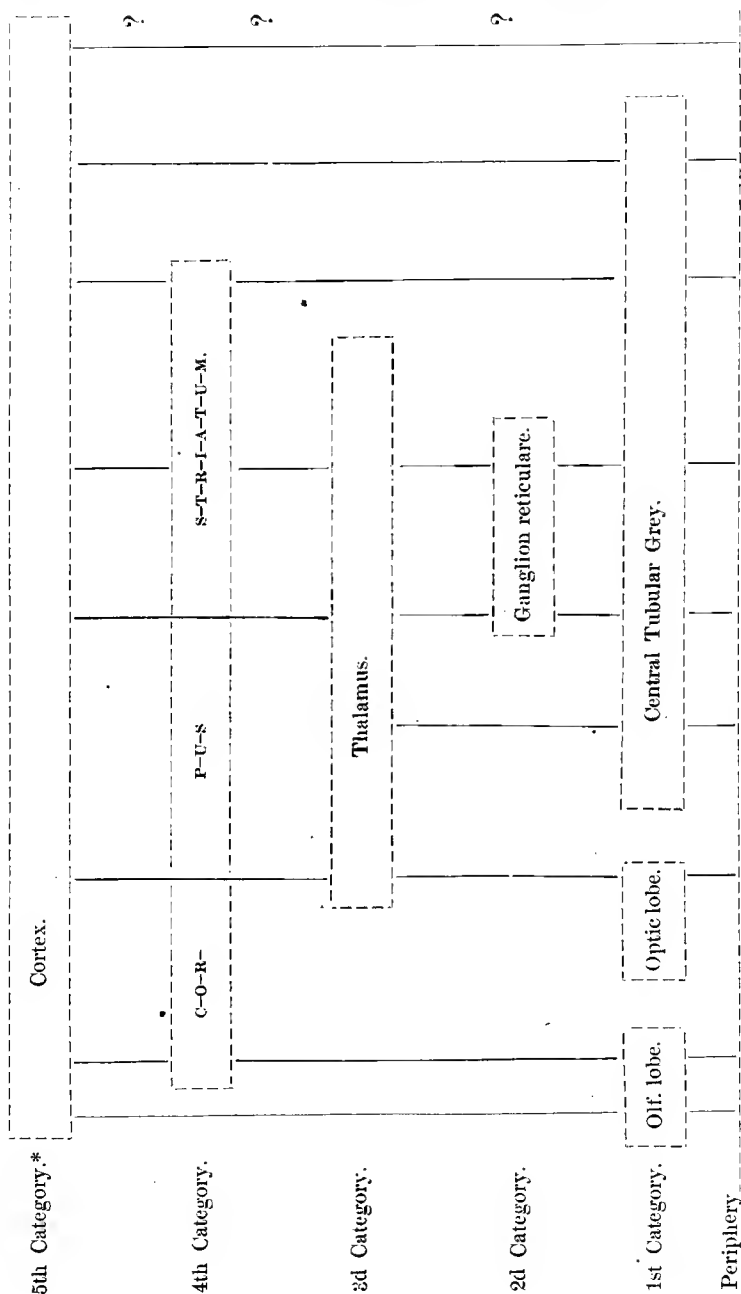 5th Category.* Cortex.
? ? ?
4th Category. C–O–R– P–U–S S–T–R–I–A–T–U–M.
3d Category. Thalamus.
2d Category. Ganglion reticulare.
1st Category. Olf. lobe. Optic lobe. Central Tubular Grey.
Periphery